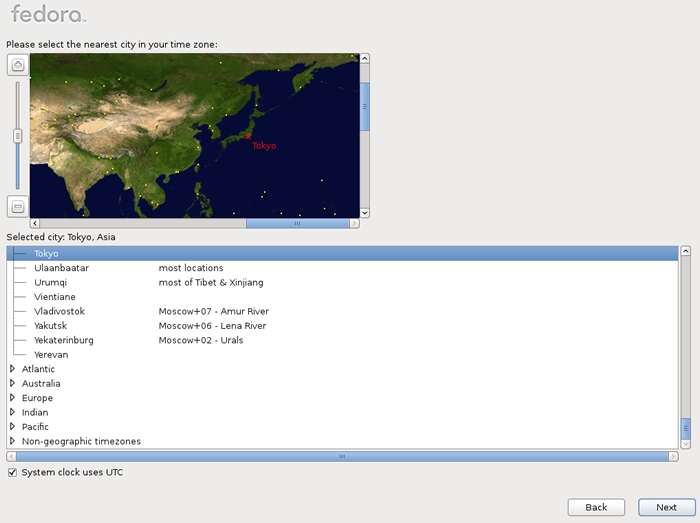 fedora
Please select the nearest city in your time zone:
Tokyo
Selected city: Tokyo, Asia
Tokyo
Ulaanbaatar most locations
Urumqi most of Tibet & Xinjiang
Vientiane
Vladivostok Moscow+07 - Amur River
Yakutsk Moscow+06 - Lena River
Yekaterinburg Moscow+02 - Urals
Yerevan
Atlantic
Australia
Europe
Indian
Pacific
Non-geographic timezones
System clock uses UTC
Back Next